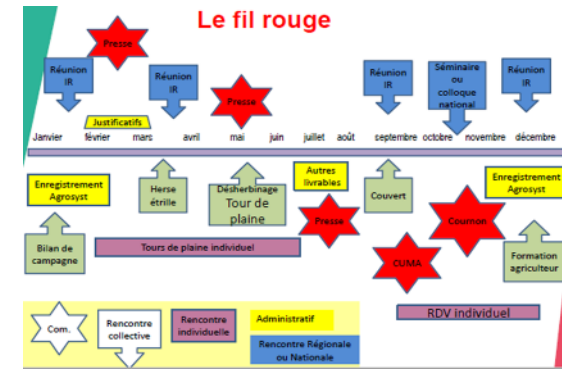 Le fil rouge
Presse
Réunion
IR
Réunion
IR
Presse
Réunion
IR
Séminaire
ou
colloque
national
Réunion
IR
Justificatifs
Janvier février mars avril mai juin juillet août septembre octobre novembre décembre
Enregistrement
Agrosyst
Herse
étrille
Désherbinage
Tour de
plaine
Autres
livrables
Couvert
Enregistrement
Agrosyst
Presse
Cournon
Bilan de
campagne
Tours de plaine individuel
CUMA
Formation
agriculteur
RDV individuel
Com.
Rencontre
collective
Rencontre
individuelle
Administratif
Rencontre Régionale
ou Nationale